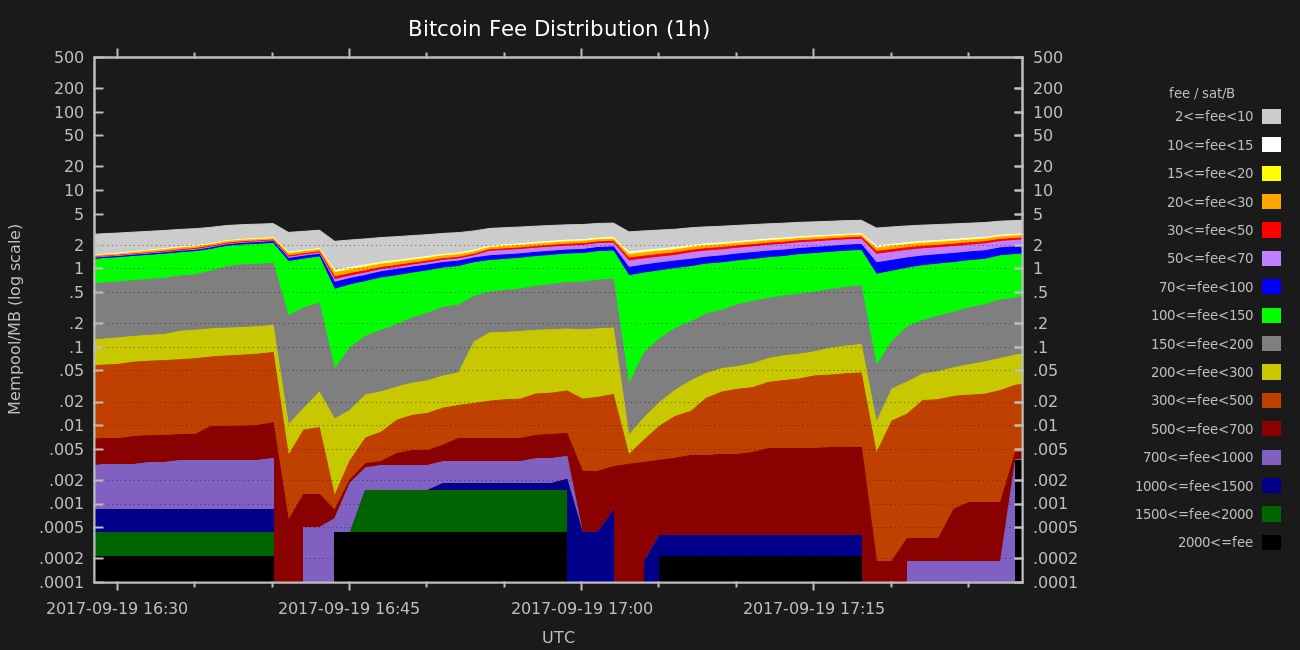 Bitcoin Fee Distribution (1h)
Mempool/MB (log scale)
500
200
100
50
20
10
5
2
1
.5
.2
.1
.05
.02
.01
.005
.002
.001
.0005
.0002
.0001
500
200
100
50
20
10
5
2
1
.5
.2
.1
.05
.02
.01
.005
.002
.001
.0005
.0002
.0001
2017-09-19 16:30
2017-09-19 16:45
2017-09-19 17:00
2017-09-19 17:15
UTC
fee / sat/B
2<=fee<10
10<=fee<15
15<=fee<20
20<=fee<30
30<=fee<50
50<=fee<70
70<=fee<100
100<=fee<150
150<=fee<200
200<=fee<300
300<=fee<500
500<=fee<700
700<=fee<1000
1000<=fee<1500
1500<=fee<2000
2000<=fee